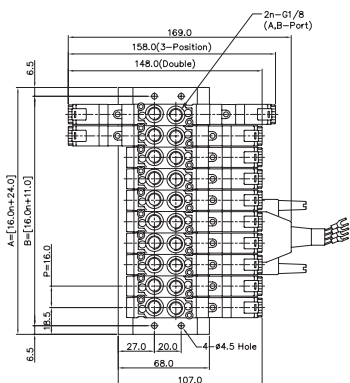 169.0
2n-G1/8
(A,B-Port)
158.0(3-Position)
148.0(Double)
6.5
A=[16.0n+24.0]
B=[16.0n+11.0]
P=16.0
18.5
6.5
27.0
20.0
4-ø4.5 Hole
68.0
107.0